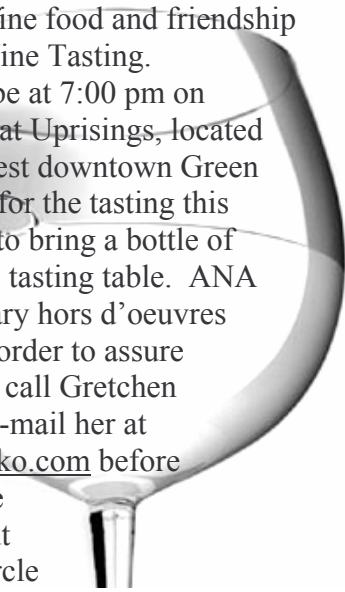 fine food and friendship
ine Tasting.
be at 7:00 pm on
at Uprisings, located
est downtown Green
for the tasting this
to bring a bottle of
tasting table.  ANA
ary hors d’oeuvres
order to assure
call Gretchen
-mail her at
ko.com before
e
t
rcle